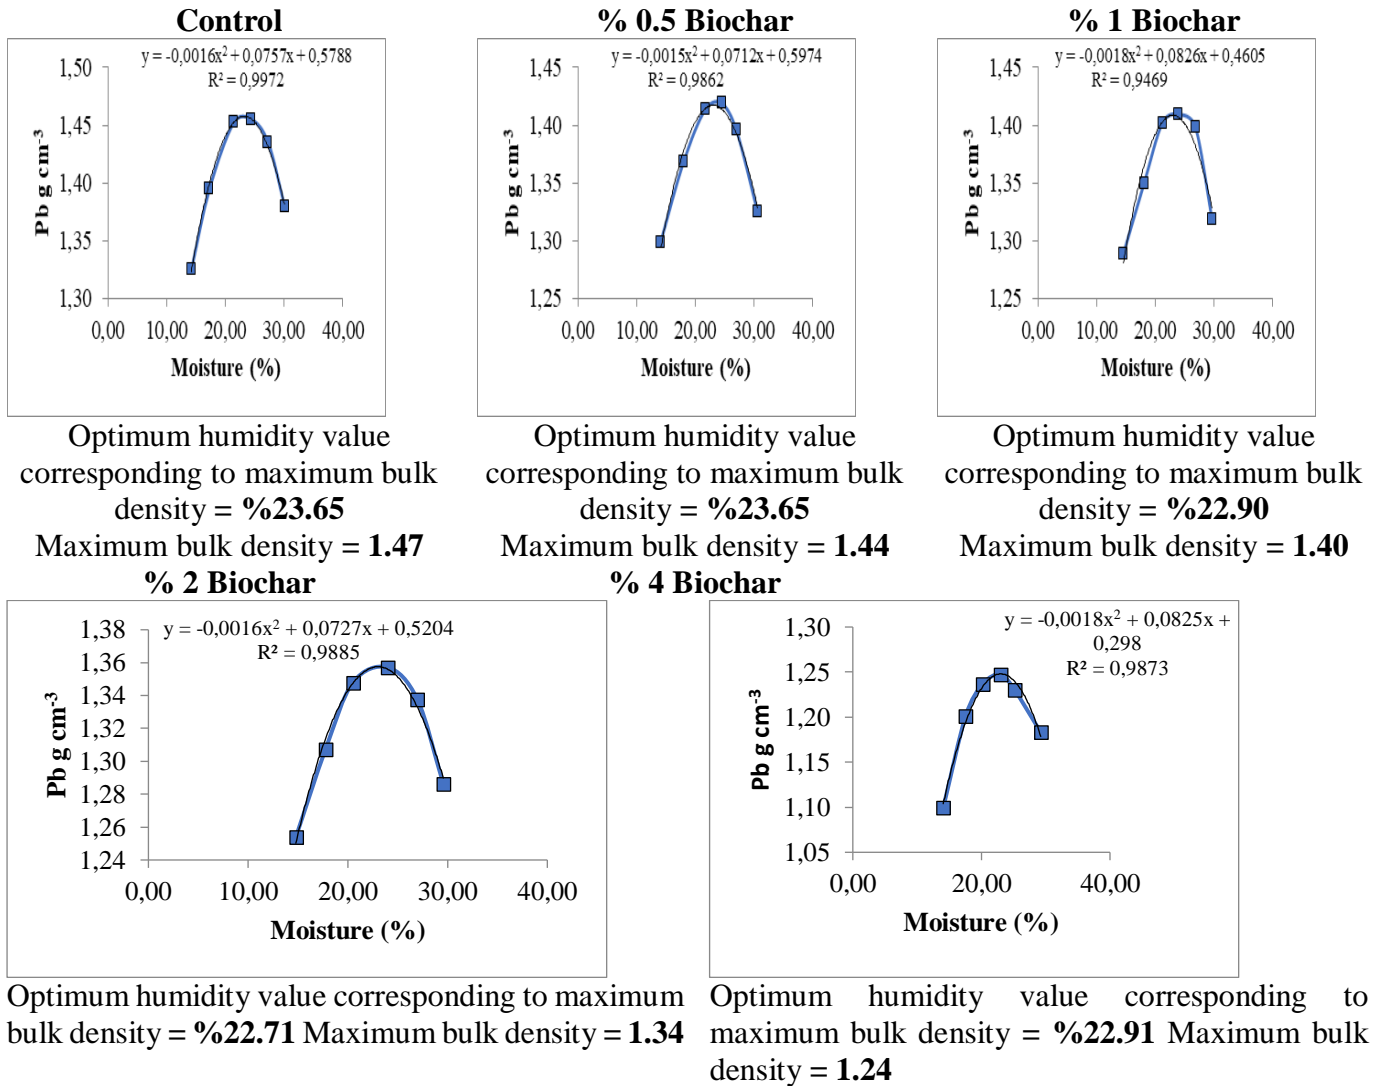 Control
y = -0,0016x² + 0,0757x + 0,5788
R² = 0,9972
1,50
1,45
1,40
1,35
1,30
Pb g cm⁻³
0,00 10,00 20,00 30,00 40,00
Moisture (%)
Optimum humidity value
corresponding to maximum bulk
density = %23.65
Maximum bulk density = 1.47
% 0.5 Biochar
y = -0,0015x² + 0,0712x + 0,5974
R² = 0,9862
1,45
1,40
1,35
1,30
1,25
Pb g cm⁻³
0,00 10,00 20,00 30,00 40,00
Moisture (%)
Optimum humidity value
corresponding to maximum bulk
density = %23.65
Maximum bulk density = 1.44
% 1 Biochar
y = -0,0018x² + 0,0826x + 0,4605
R² = 0,9469
1,45
1,40
1,35
1,30
1,25
Pb g cm⁻³
0,00 10,00 20,00 30,00 40,00
Moisture (%)
Optimum humidity value
corresponding to maximum bulk
density = %22.90
Maximum bulk density = 1.40
% 2 Biochar
y = -0,0016x² + 0,0727x + 0,5204
R² = 0,9885
1,38
1,36
1,34
1,32
1,30
1,28
1,26
1,24
Pb g cm⁻³
0,00 10,00 20,00 30,00 40,00
Moisture (%)
Optimum humidity value corresponding to maximum
bulk density = %22.71 Maximum bulk density = 1.34
% 4 Biochar
y = -0,0018x² + 0,0825x +
0,298
R² = 0,9873
1,30
1,25
1,20
1,15
1,10
1,05
Pb g cm⁻³
0,00 20,00 40,00
Moisture (%)
Optimum humidity value corresponding to
maximum bulk density = %22.91 Maximum bulk
density = 1.24